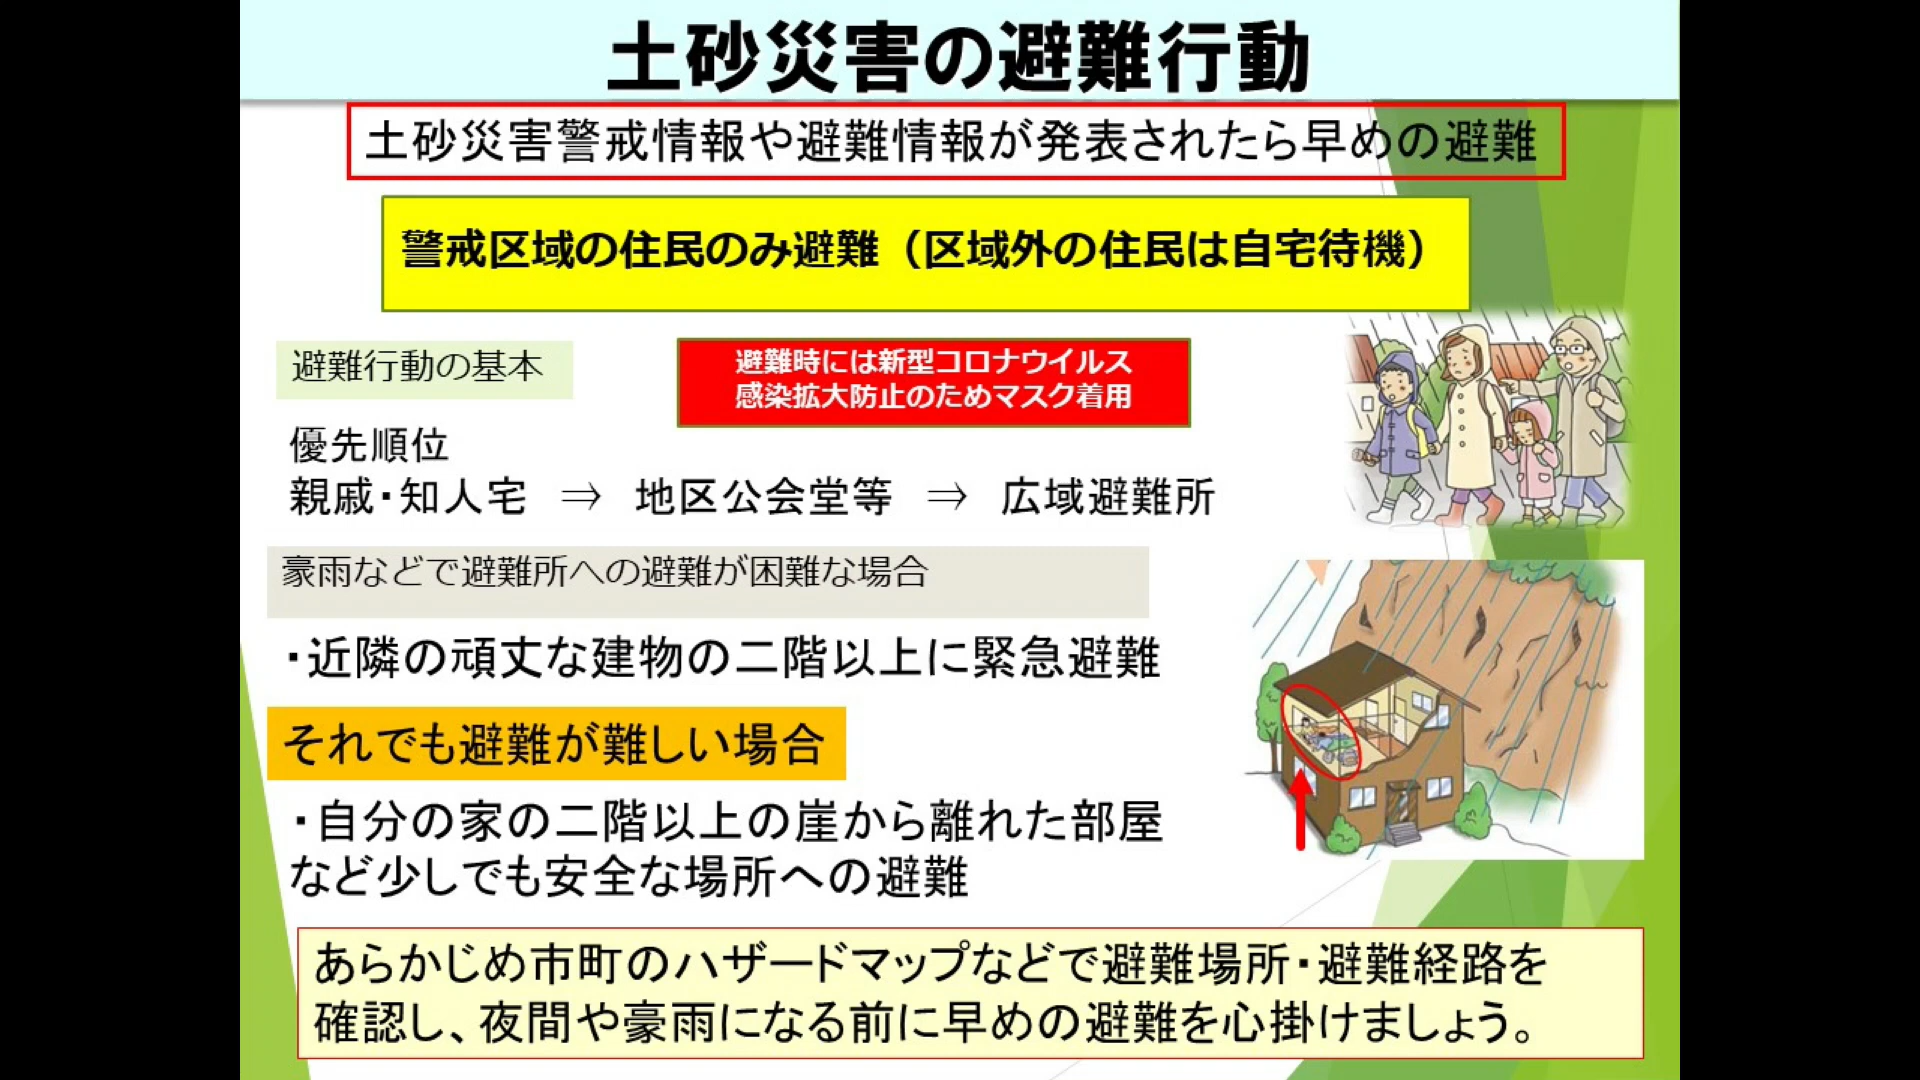 土砂災害の避難行動
土砂災害警戒情報や避難情報が発表されたら早めの避難
警戒区域の住民のみ避難（区域外の住民は自宅待機）
避難行動の基本
避難時には新型コロナウイルス
感染拡大防止のためマスク着用
優先順位
親戚・知人宅 ⇒ 地区公会堂等 ⇒ 広域避難所
豪雨などで避難所への避難が困難な場合
・近隣の頑丈な建物の二階以上に緊急避難
それでも避難が難しい場合
・自分の家の二階以上の崖から離れた部屋
など少しでも安全な場所への避難
あらかじめ市町のハザードマップなどで避難場所・避難経路を
確認し、夜間や豪雨になる前に早めの避難を心掛けましょう。